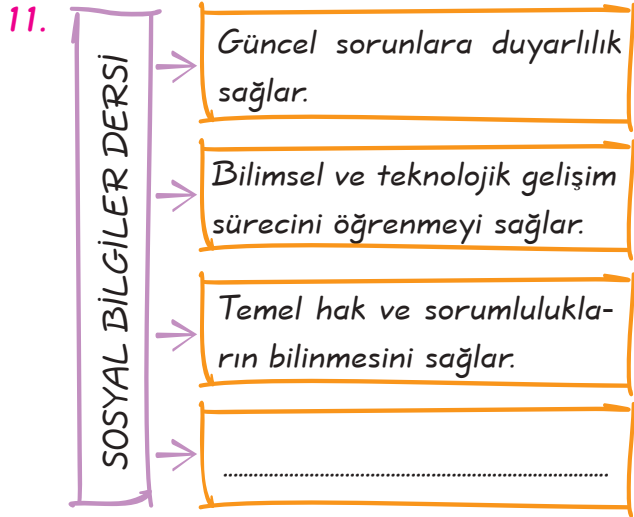 11.
SOSYAL BİLGİLER DERSİ
Güncel sorunlara duyarlılık
sağlar.
Bilimsel ve teknolojik gelişim
sürecini öğrenmeyi sağlar.
Temel hak ve sorumlulukla-
rın bilinmesini sağlar.
................................................................